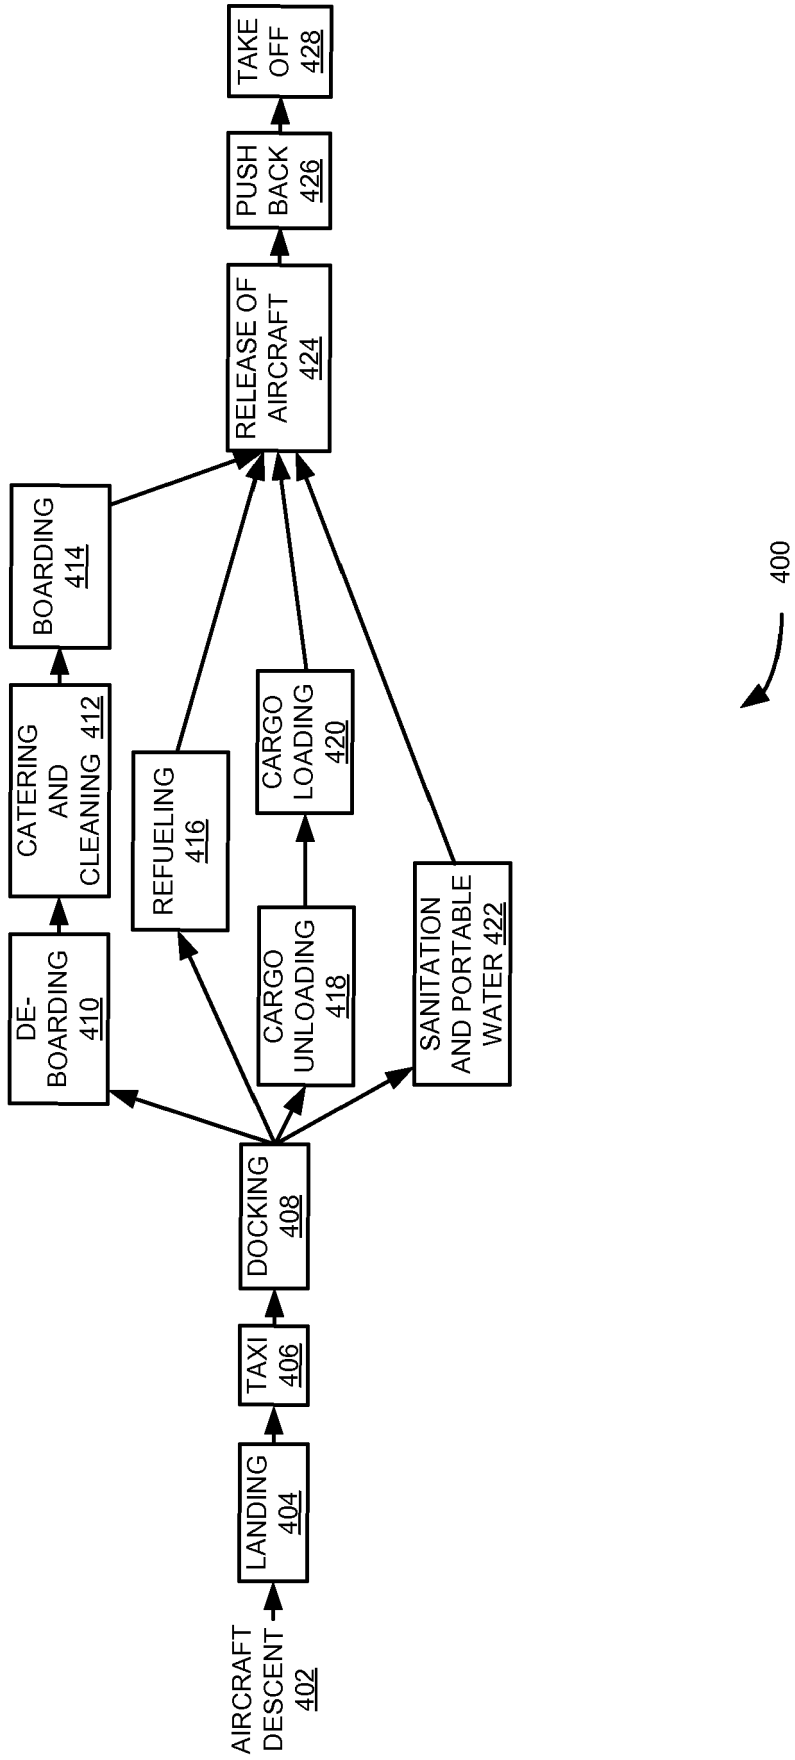 AIRCRAFT
DESCENT
402
LANDING
404
TAXI
406
DOCKING
408
DE-
BOARDING
410
CATERING
AND
CLEANING 412
BOARDING
414
REFUELING
416
CARGO
UNLOADING
418
CARGO
LOADING
420
SANITATION
AND PORTABLE
WATER 422
RELEASE OF
AIRCRAFT
424
PUSH
BACK
426
TAKE
OFF
428
400